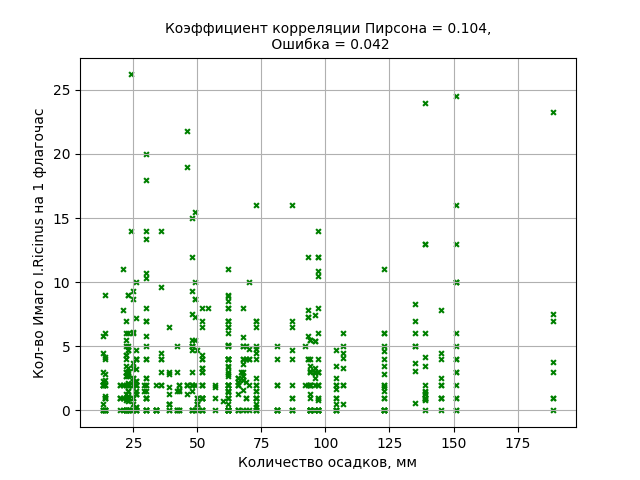 Коэффициент корреляции Пирсона = 0.104,
Ошибка = 0.042
Кол-во Имаго I.Ricinus на 1 флагочас
25
20
15
10
5
0
25 50 75 100 125 150 175
Количество осадков, мм